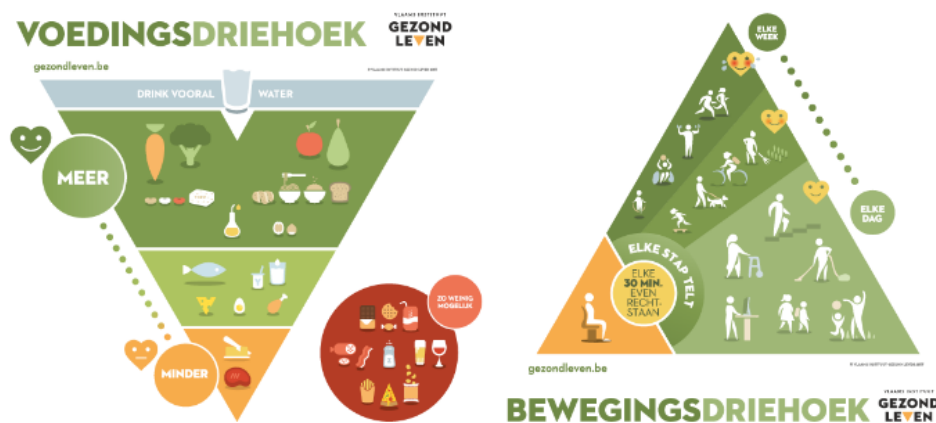 VOEDINGSDRIEHOEK
GEZOND
LEVEN
gezondleven.be
DRINK VOORAL WATER
MEER
MINDER
ZO WEINIG
MOGELIJK
ELKE
WEEK
ELKE
DAG
ELKE STAP TELT
ELKE
30 MIN.
EVEN
RECHT-
STAAN
gezondleven.be
BEWEGINGSDRIEHOEK
GEZOND
LEVEN